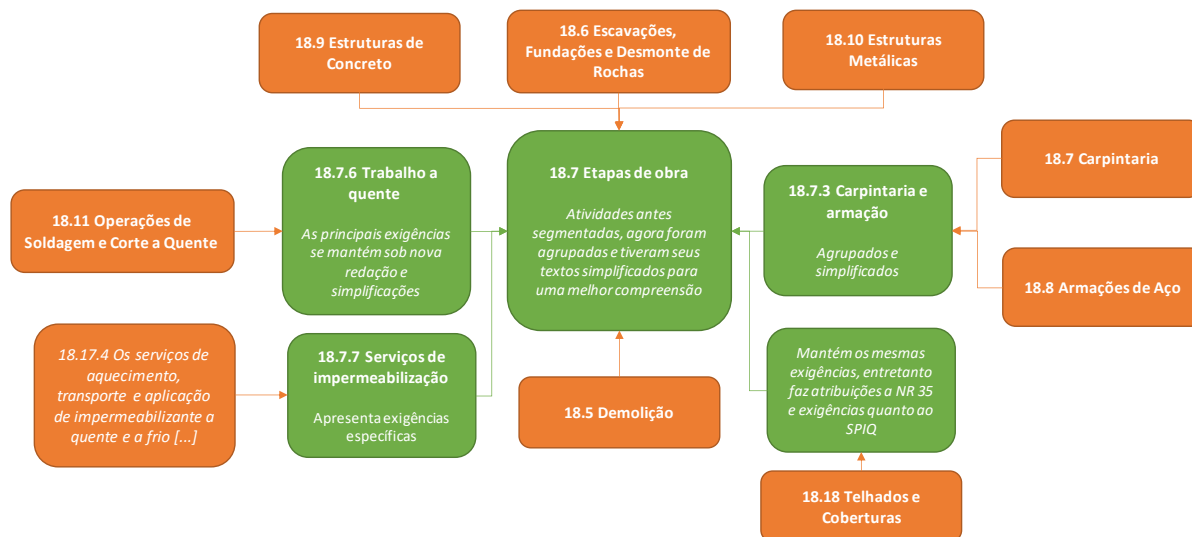 18.9 Estruturas de
Concreto
18.6 Escavações,
Fundações e Desmonte de
Rochas
18.10 Estruturas
Metálicas
18.11 Operações de
Soldagem e Corte a Quente
18.7.6 Trabalho a
quente
As principais exigências
se mantém sob nova
redação e
simplificações
18.7 Etapas de obra
Atividades antes
segmentadas, agora foram
agrupadas e tiveram seus
textos simplificados para
uma melhor compreensão
18.7.3 Carpintaria e
armação
Agrupados e
simplificados
18.7 Carpintaria
18.8 Armações de Aço
18.17.4 Os serviços de
aquecimento,
transporte e aplicação
de impermeabilizante a
quente e a frio [...]
18.7.7 Serviços de
impermeabilização
Apresenta exigências
específicas
18.5 Demolição
Mantém os mesmas
exigências, entretanto
faz atribuições a NR 35
e exigências quanto ao
SPIQ
18.18 Telhados e
Coberturas